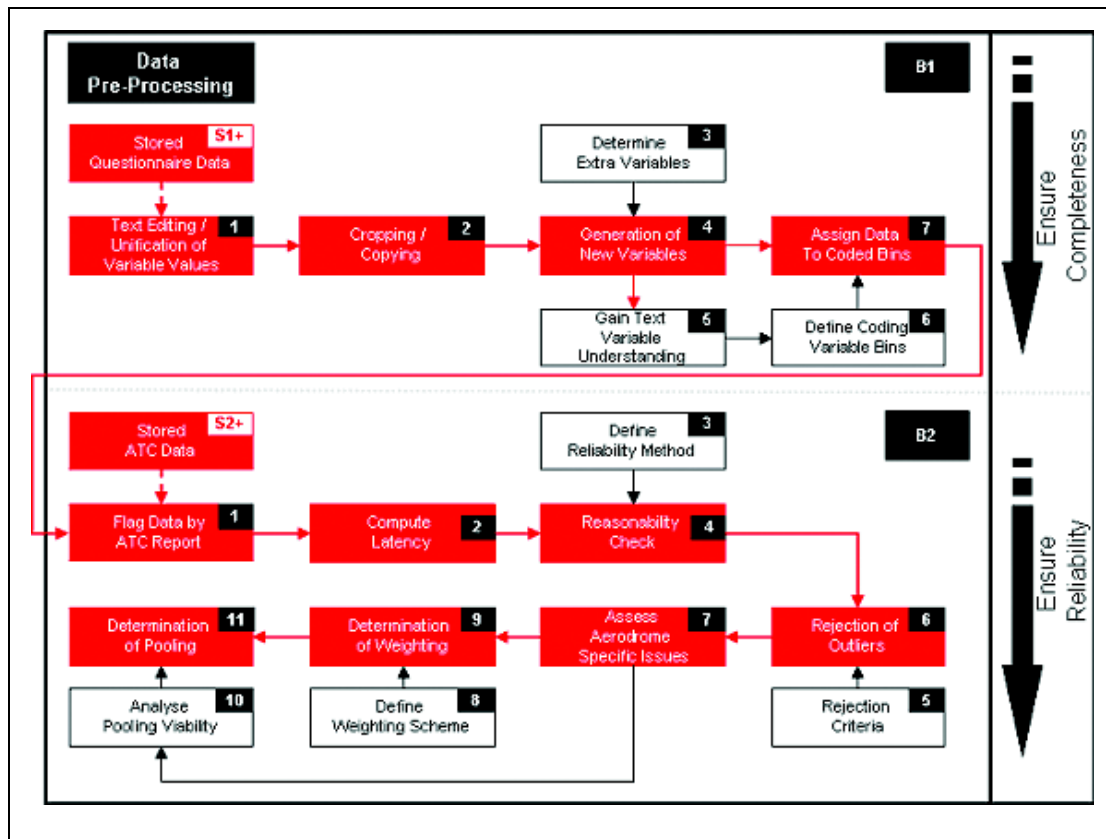 Data
Pre-Processing
B1
S1+
Stored
Questionnaire Data
3
Determine
Extra Variables
1
Text Editing /
Unification of
Variable Values
2
Cropping /
Copying
4
Generation of
New Variables
7
Assign Data
To Coded Bins
5
Gain Text
Variable
Understanding
6
Define Coding
Variable Bins
Ensure
Completeness
S2+
Stored
ATC Data
3
Define
Reliability Method
B2
1
Flag Data by
ATC Report
2
Compute
Latency
4
Reasonability
Check
11
Determination
of Pooling
9
Determination
of Weighting
7
Assess
Aerodrome
Specific Issues
6
Rejection of
Outliers
10
Analyse
Pooling Viability
8
Define
Weighting Scheme
5
Rejection
Criteria
Ensure
Reliability